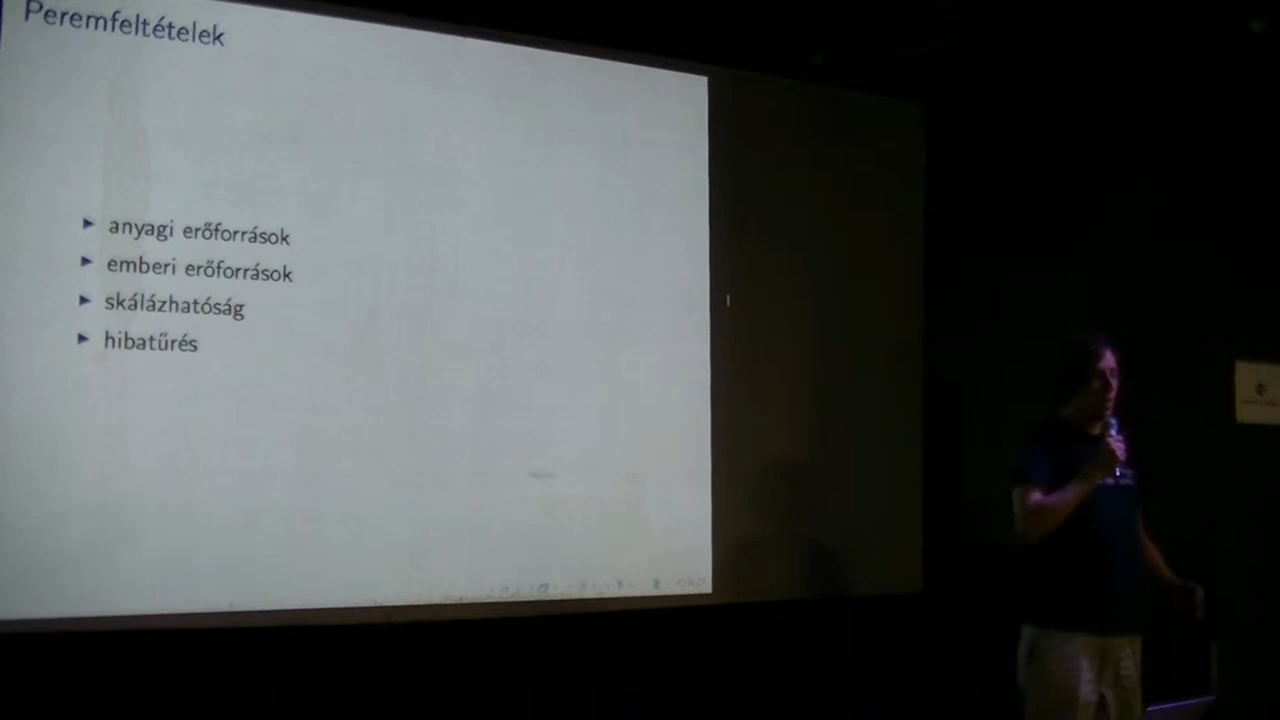 Peremfeltételek
anyagi erőforrások
emberi erőforrások
skálázhatóság
hibatűrés